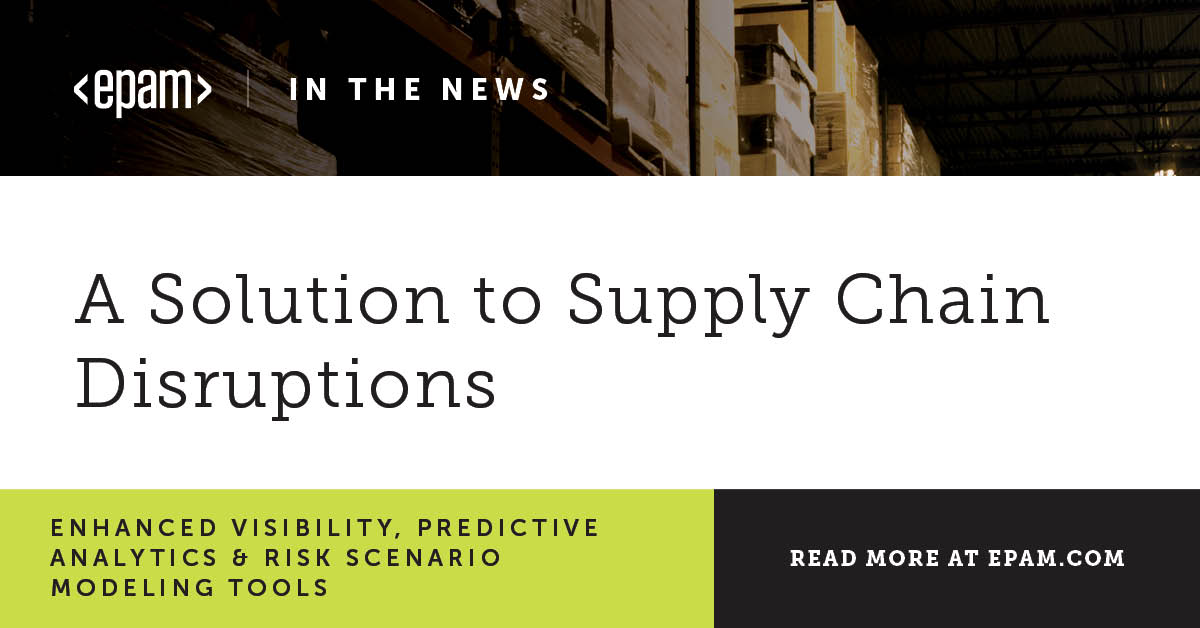 <epam> | IN THE NEWS
A Solution to Supply Chain
Disruptions
ENHANCED VISIBILITY, PREDICTIVE
ANALYTICS & RISK SCENARIO
MODELING TOOLS
READ MORE AT EPAM.COM